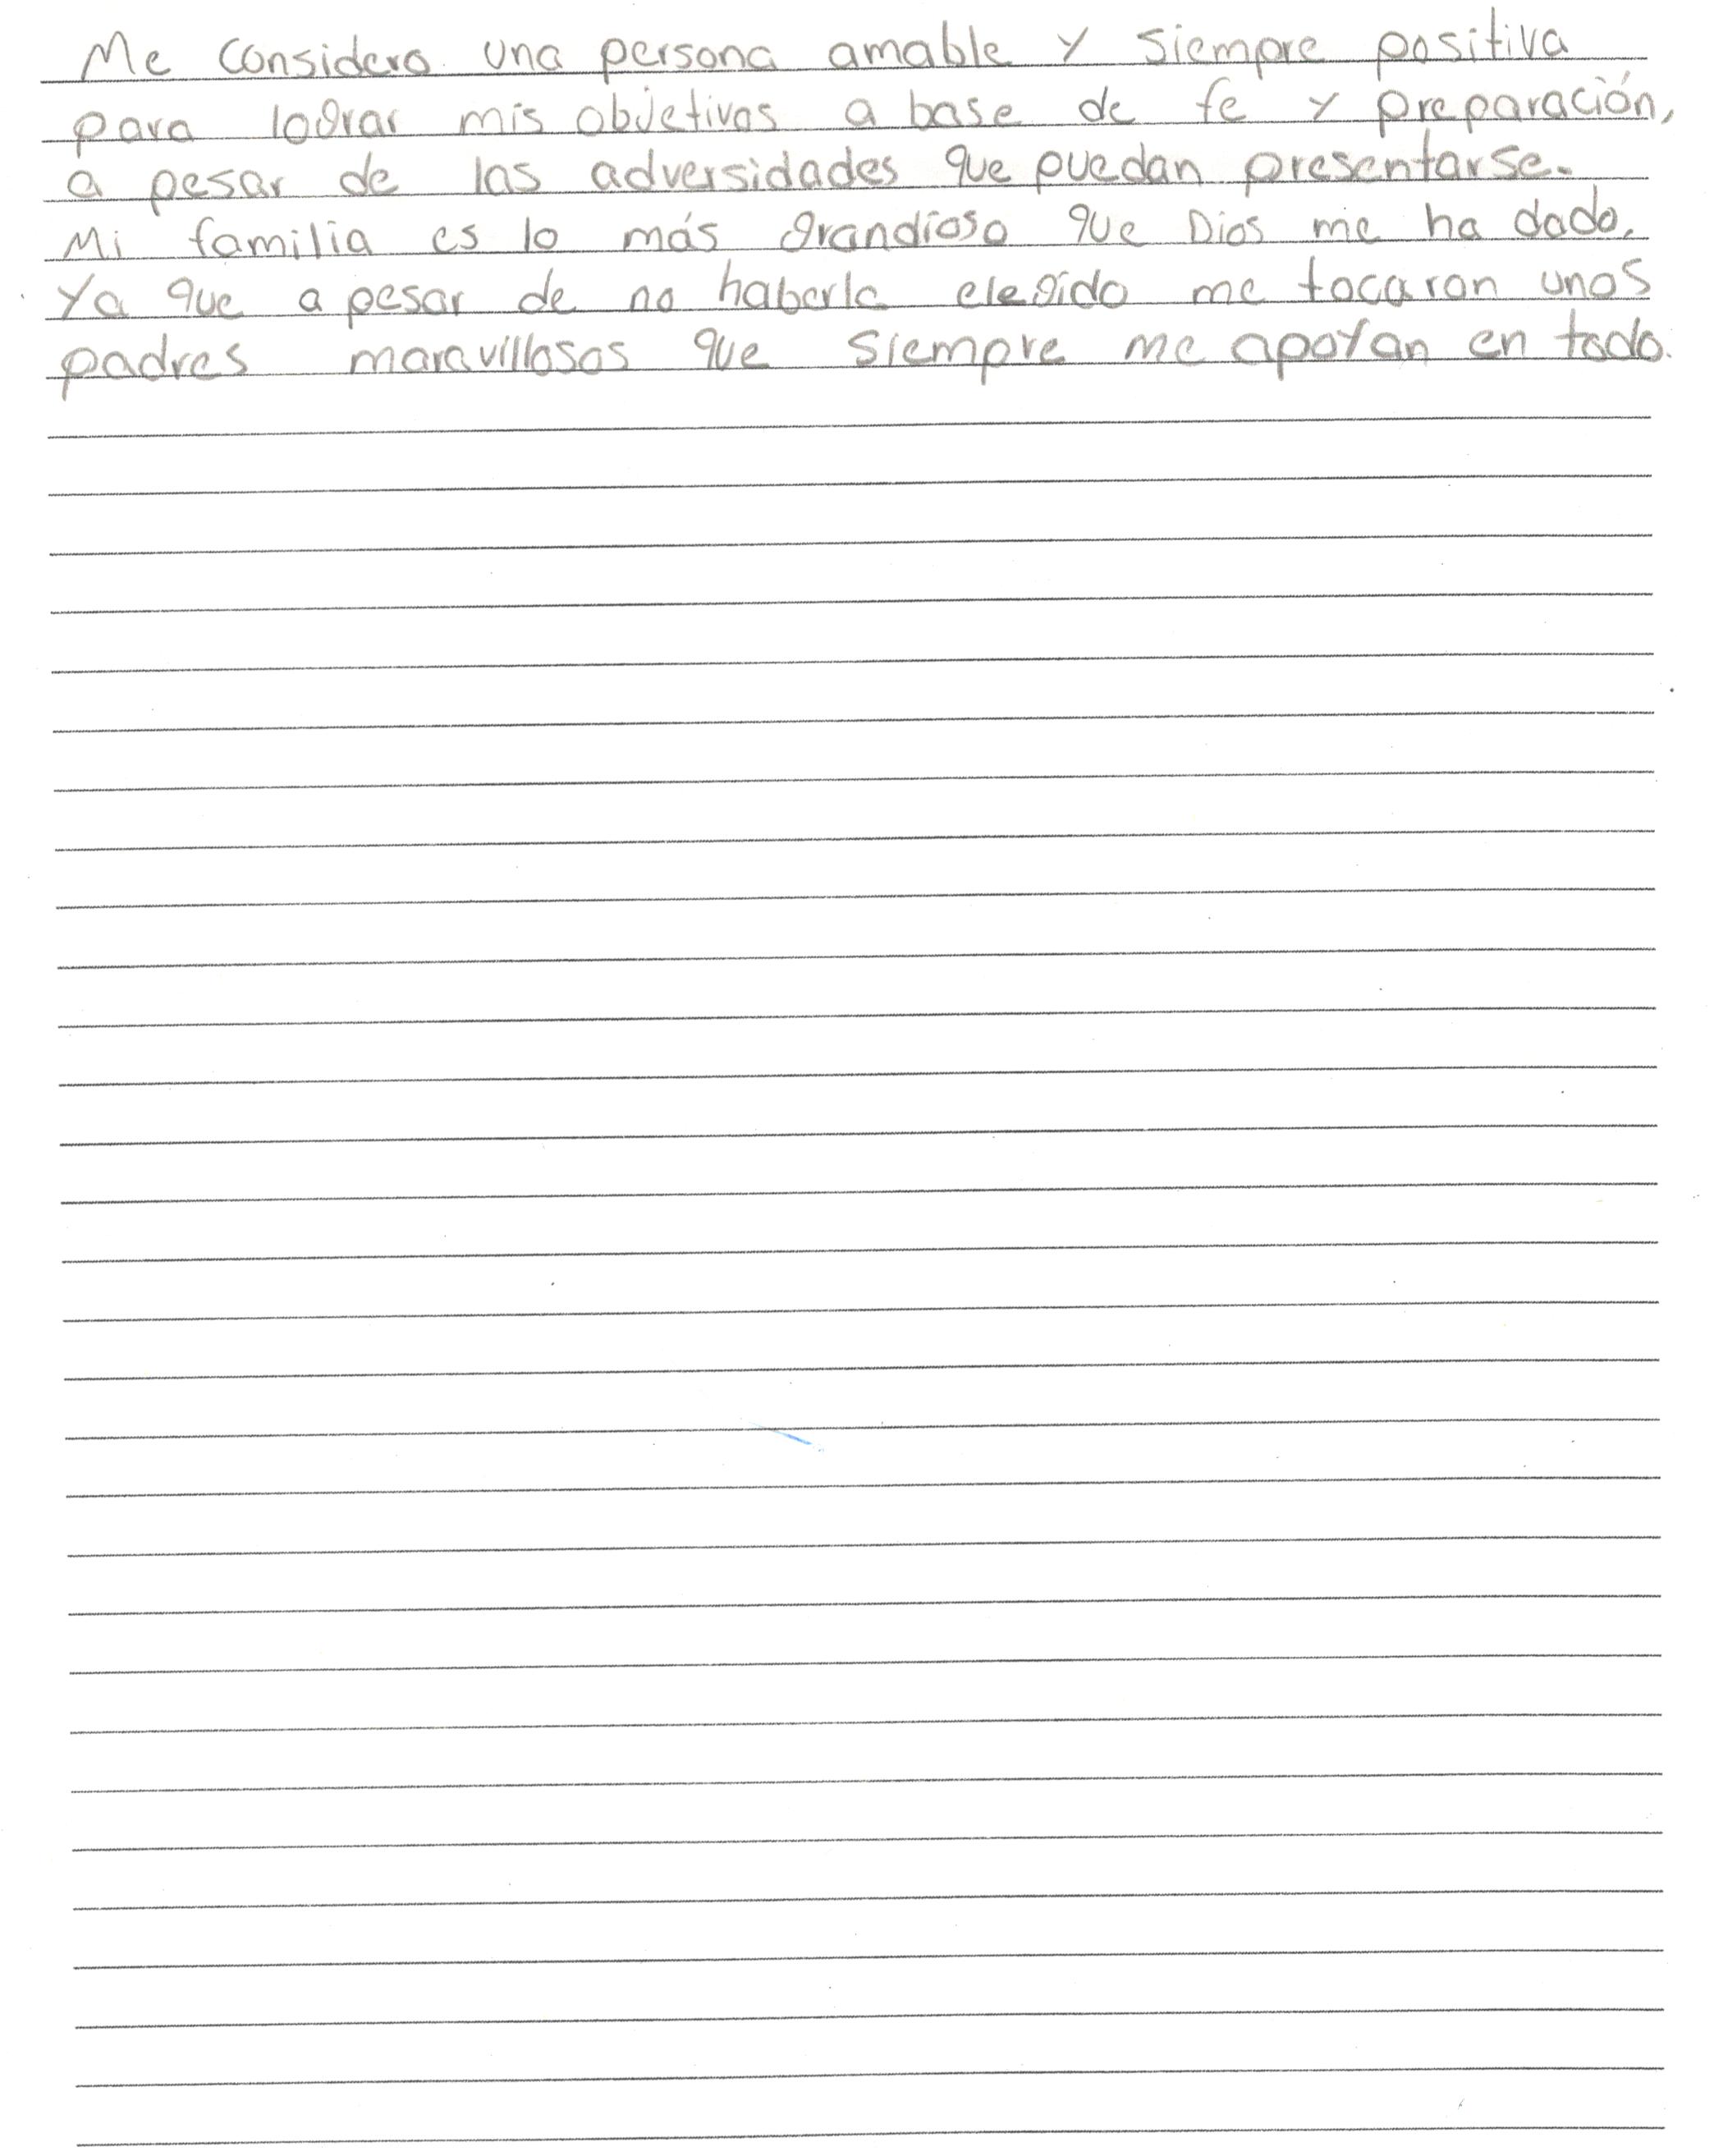 Me considero una persona amable y siempre positiva
para lograr mis objetivos a base de fe y preparación,
a pesar de las adversidades que puedan presentarse.
Mi familia es lo más grandioso que Dios me ha dado.
Ya que a pesar de no haberla elegido me tocaron unos
padres maravillosos que siempre me apoyan en todo.